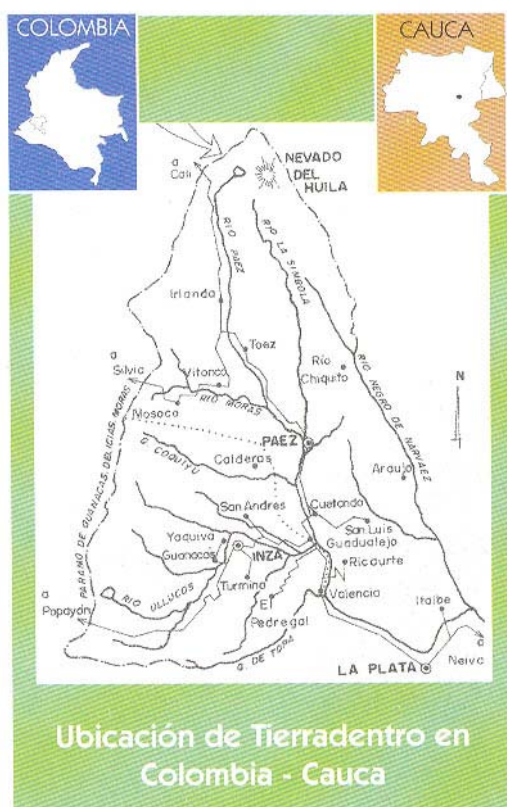 COLOMBIA
CAUCA
NEVADO
DEL
HUILA
a
Cali
RIO PAEZ
RIO LA SIMBOLA
Irlanda
Toez
a
Silvia
Vitonco
RIO MORAS
Mosoco
Río
Chiquito
RIO NEGRO DE NARVAEZ
N
PARAMO DE GUANACAS, DELICIAS, MORAS
PAEZ
Q. COQUIYU
Calderas
Araujo
San Andres
Cuetando
San Luis
Guadualejo
Yaquiva
Guanacas
INZA
Ricaurte
Turmina
Valencia
a
Popayán
RIO ULLUCOS
El
Pedregal
Itaibe
Q. DE TOPA
a
Neiva
LA PLATA
Ubicación de Tierradentro en
Colombia - Cauca